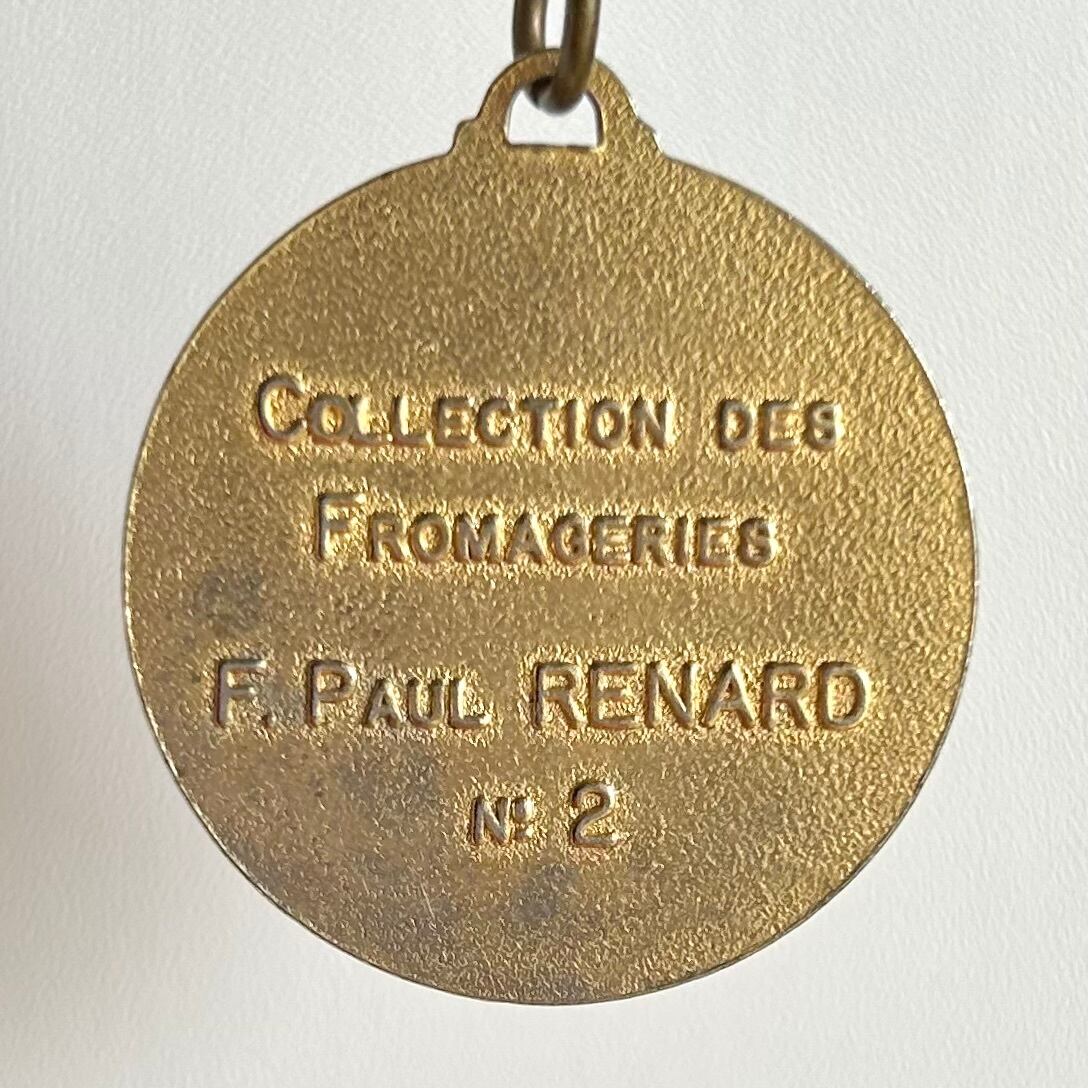 COLLECTION DES
FROMAGERIES
F. PAUL RENARD
Nº 2